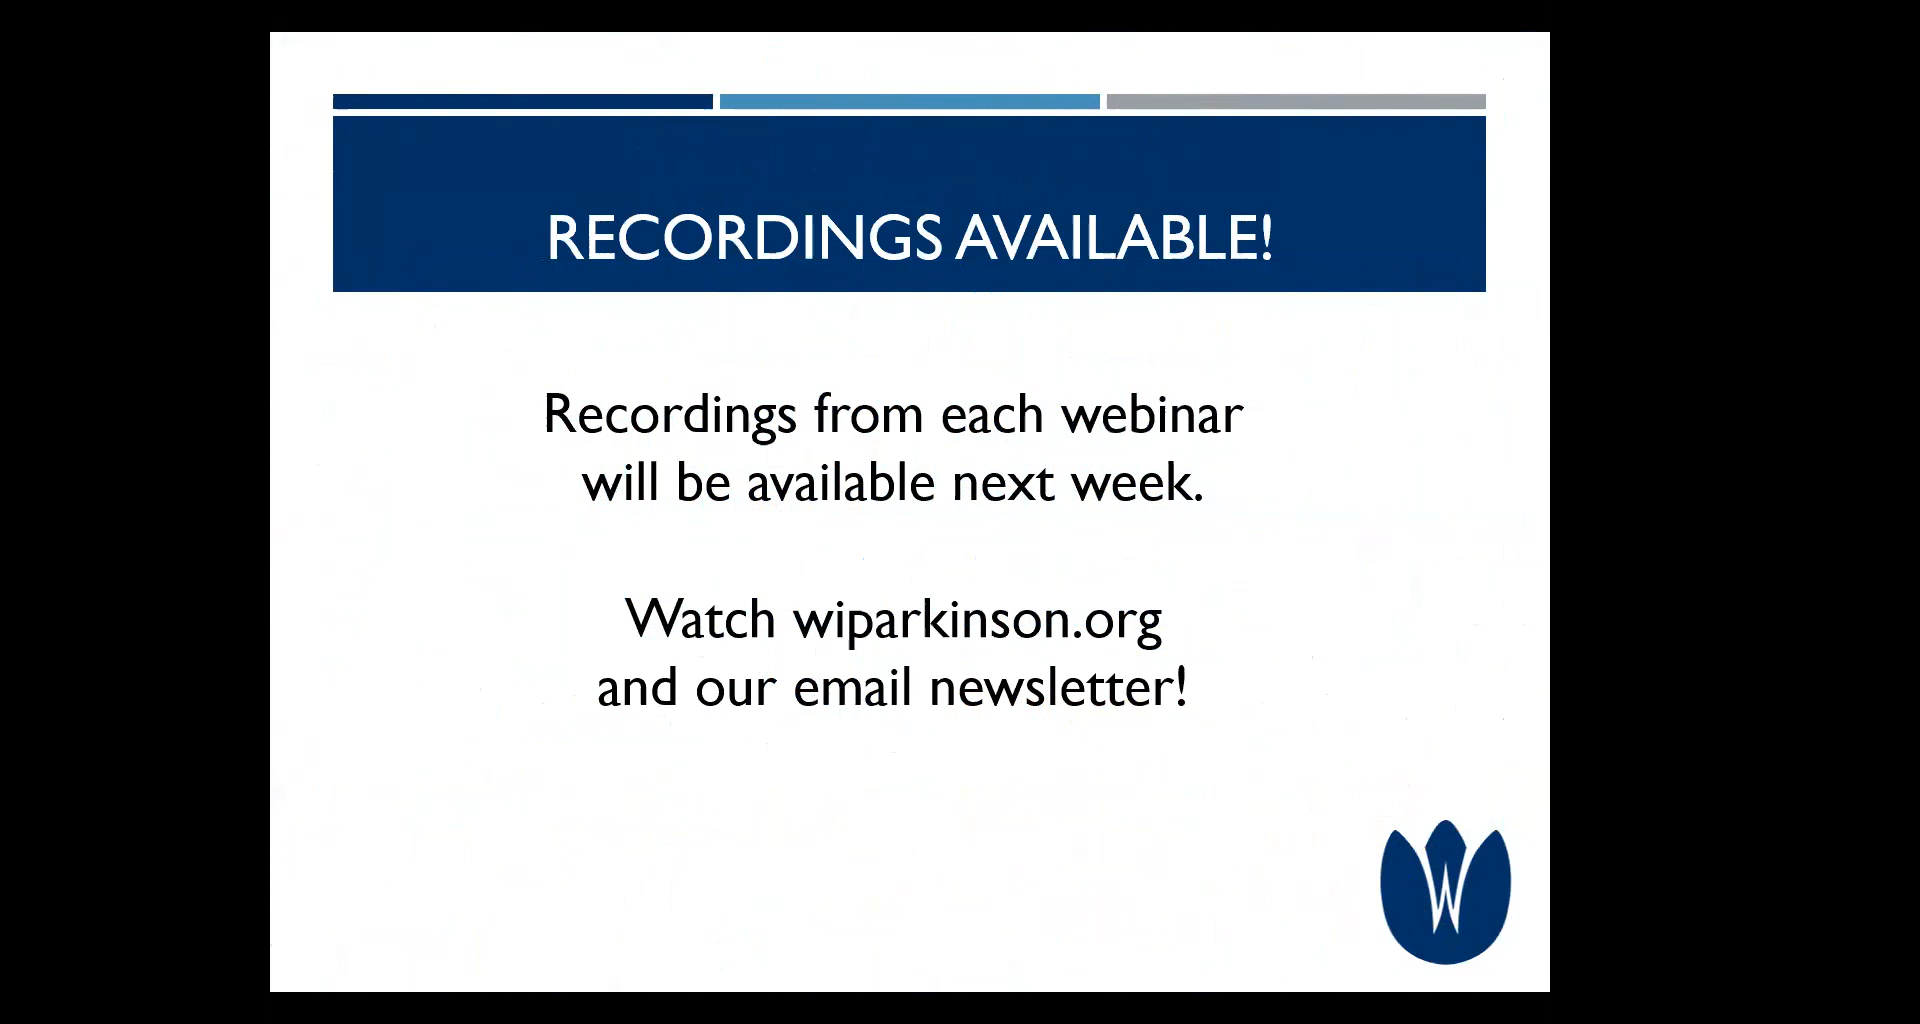 RECORDINGS AVAILABLE!
Recordings from each webinar
will be available next week.
Watch wiparkinson.org
and our email newsletter!
W